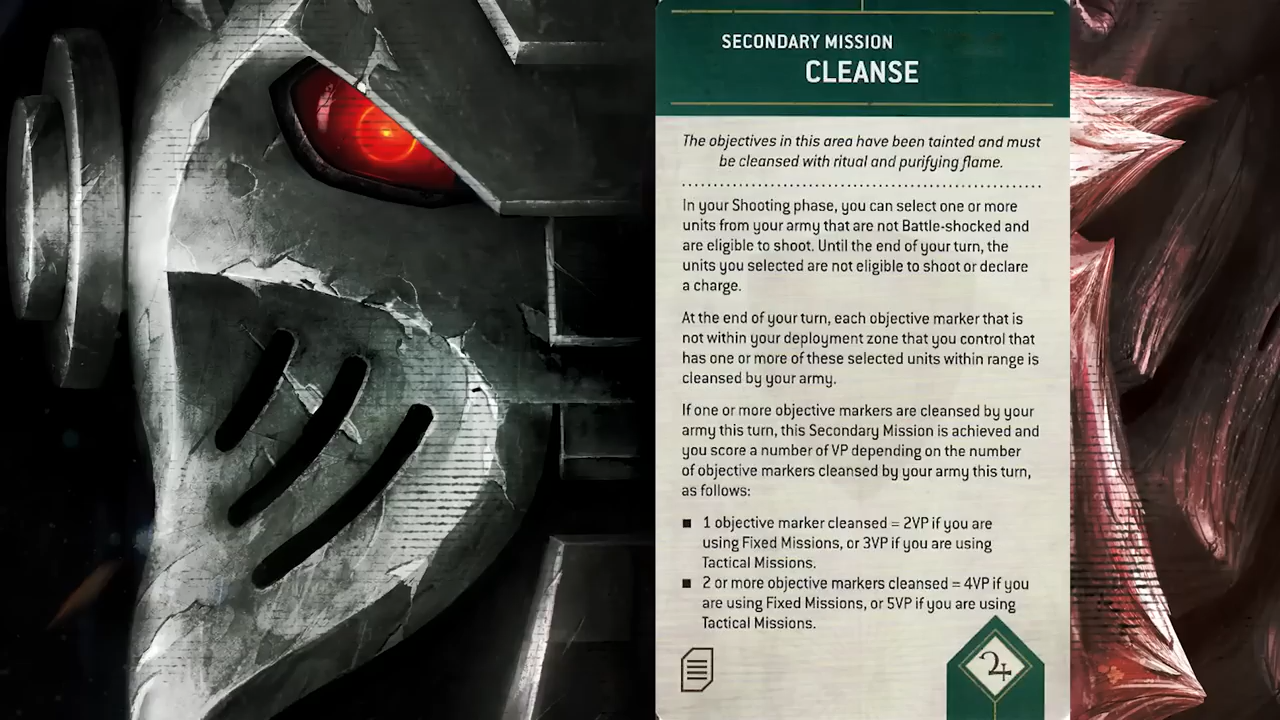 SECONDARY MISSION
CLEANSE
The objectives in this area have been tainted and must
be cleansed with ritual and purifying flame.
In your Shooting phase, you can select one or more
units from your army that are not Battle-shocked and
are eligible to shoot. Until the end of your turn, the
units you selected are not eligible to shoot or declare
a charge.
At the end of your turn, each objective marker that is
not within your deployment zone that you control that
has one or more of these selected units within range is
cleansed by your army.
If one or more objective markers are cleansed by your
army this turn, this Secondary Mission is achieved and
you score a number of VP depending on the number
of objective markers cleansed by your army this turn,
as follows:
■ 1 objective marker cleansed = 2VP if you are
using Fixed Missions, or 3VP if you are using
Tactical Missions.
■ 2 or more objective markers cleansed = 4VP if you
are using Fixed Missions, or 5VP if you are using
Tactical Missions.